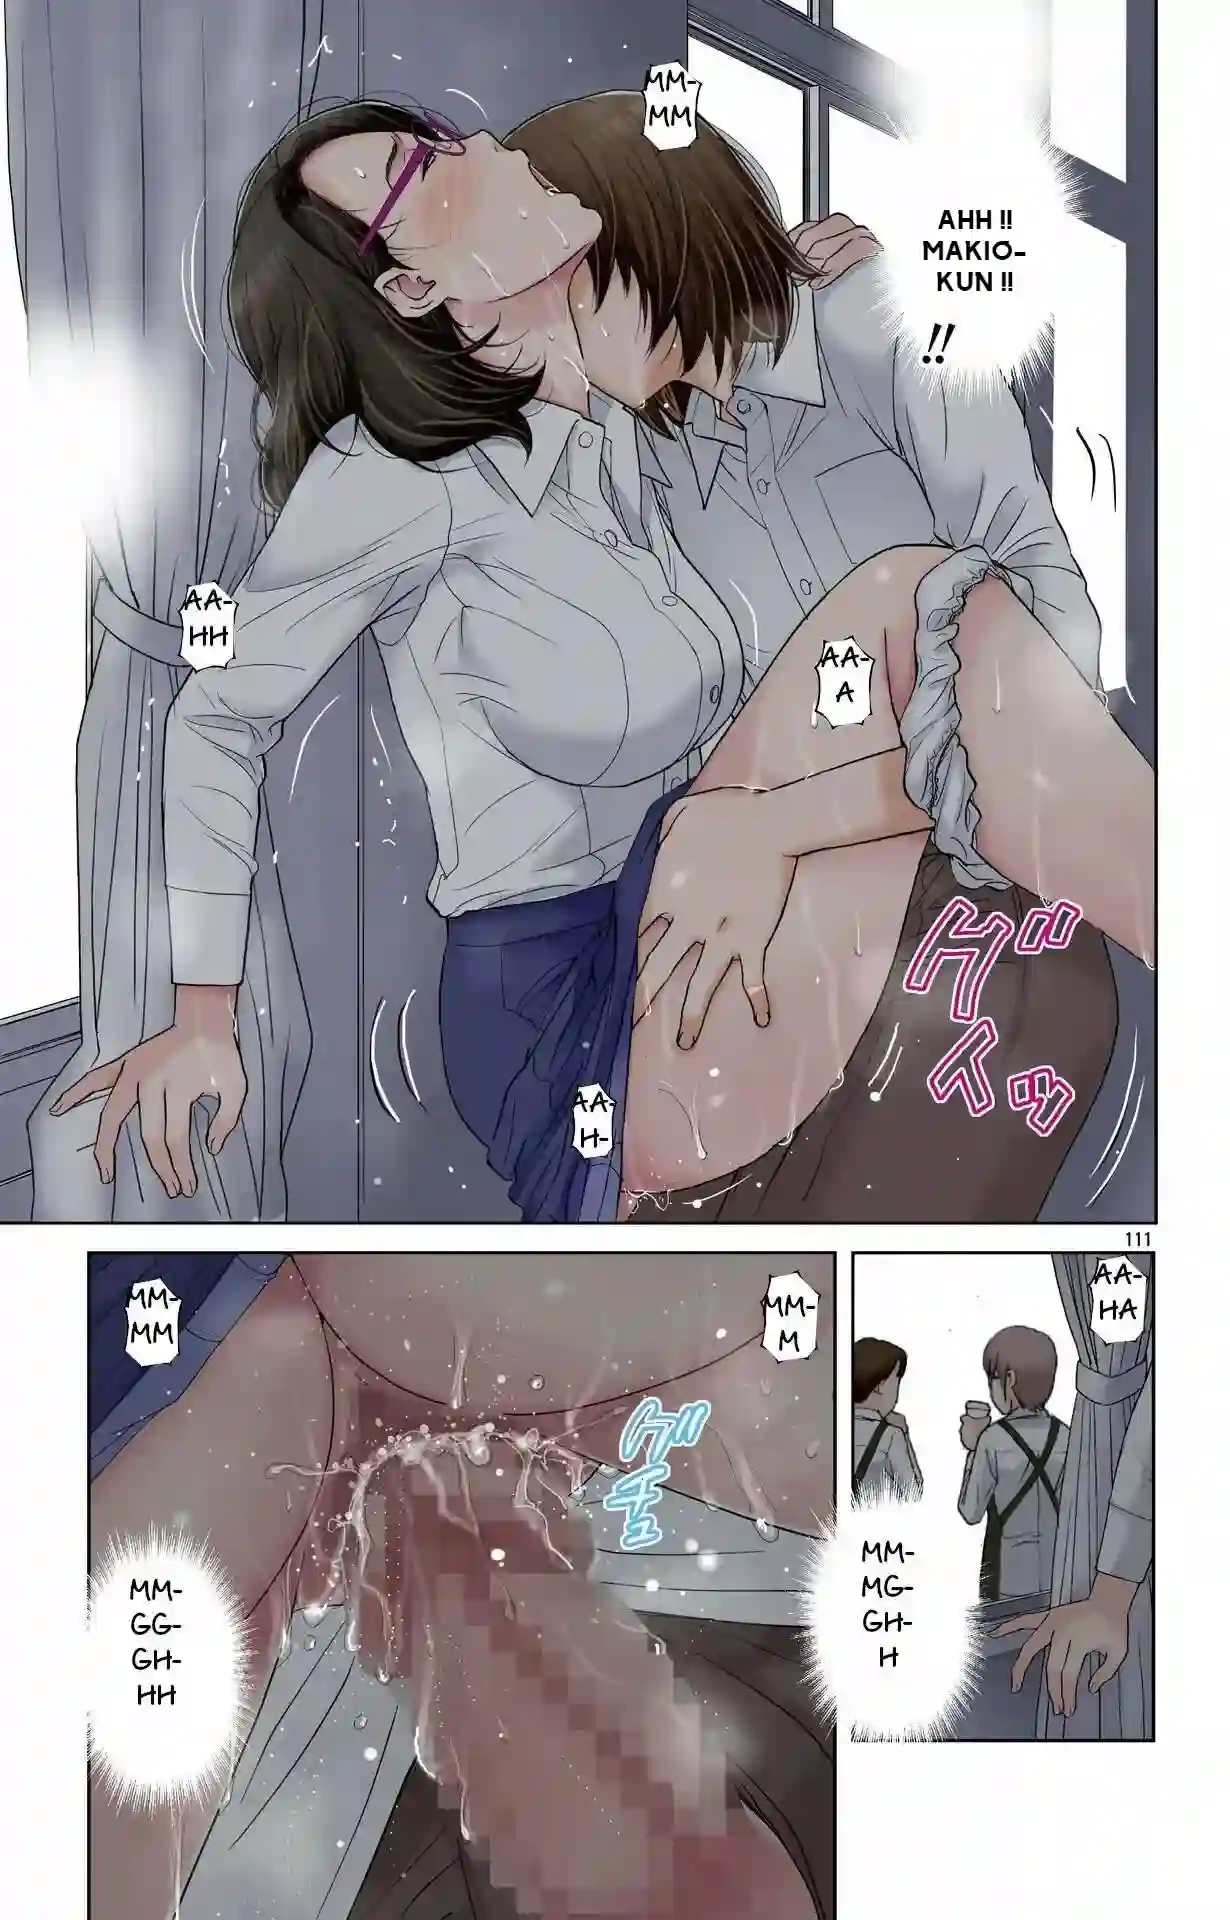 MM-
MM
AHH !!
MAKIO-
KUN !!
!!
AA-
HH
AA-
A
グッ
イッ
AA-
H-
111
AA-
HA
MM-
MG-
GH-
H
MM-
MM
MM-
M
MM-
GG-
GH-
HH